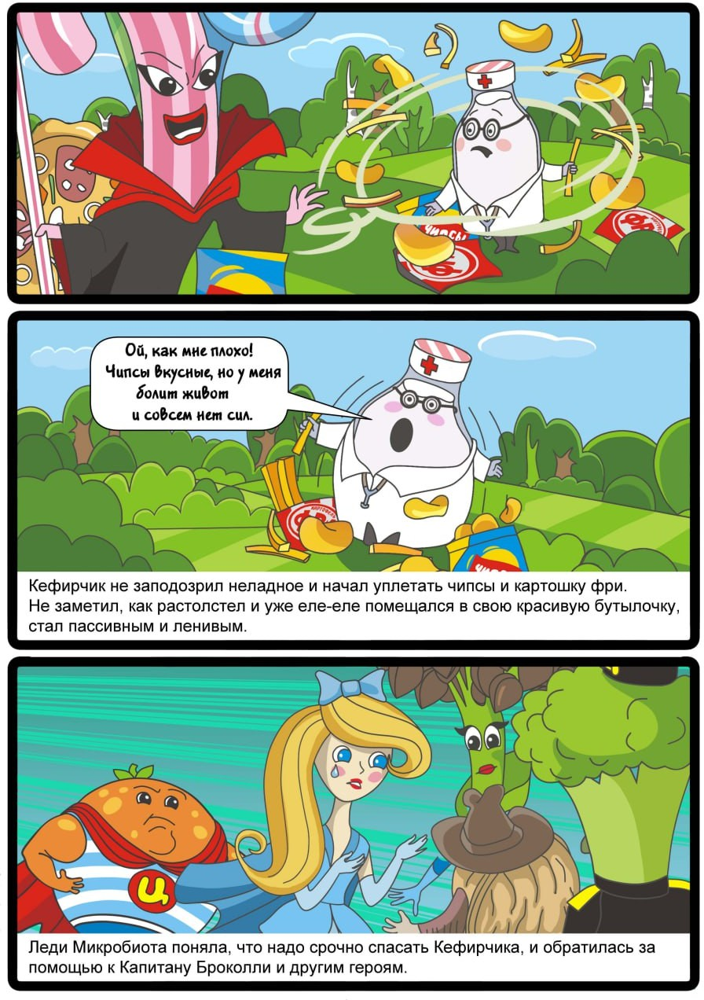 ЧИПСЫ
ФРИ
Ой, как мне плохо!
Чипсы вкусные, но у меня
болит живот
и совсем нет сил.
КАРТОФЕЛЬ
Кефирчик не заподозрил неладное и начал уплетать чипсы и картошку фри.
Не заметил, как растолстел и уже еле-еле помещался в свою красивую бутылочку,
стал пассивным и ленивым.
Ц
Леди Микробиота поняла, что надо срочно спасать Кефирчика, и обратилась за
помощью к Капитану Броколли и другим героям.